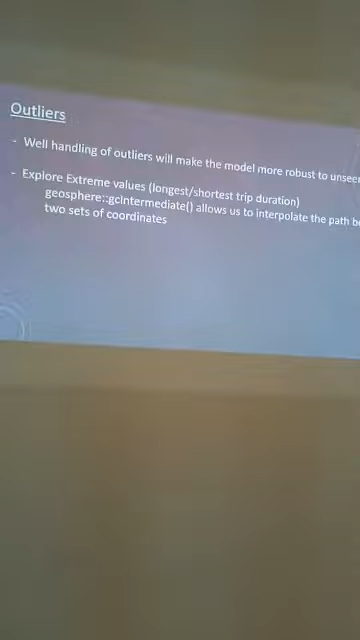 Outliers
- Well handling of outliers will make the model more robust to
- Explore Extreme values (longest/shortest trip duration)
geosphere::gcIntermediate() allows us to interpolate the path
two sets of coordinates